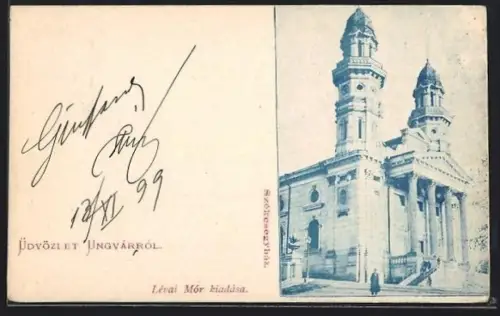 12/XI 99
ÜDVÖZLET UNGVÁRRÓL.
Székesegyház
Lévai Mór kiadása.